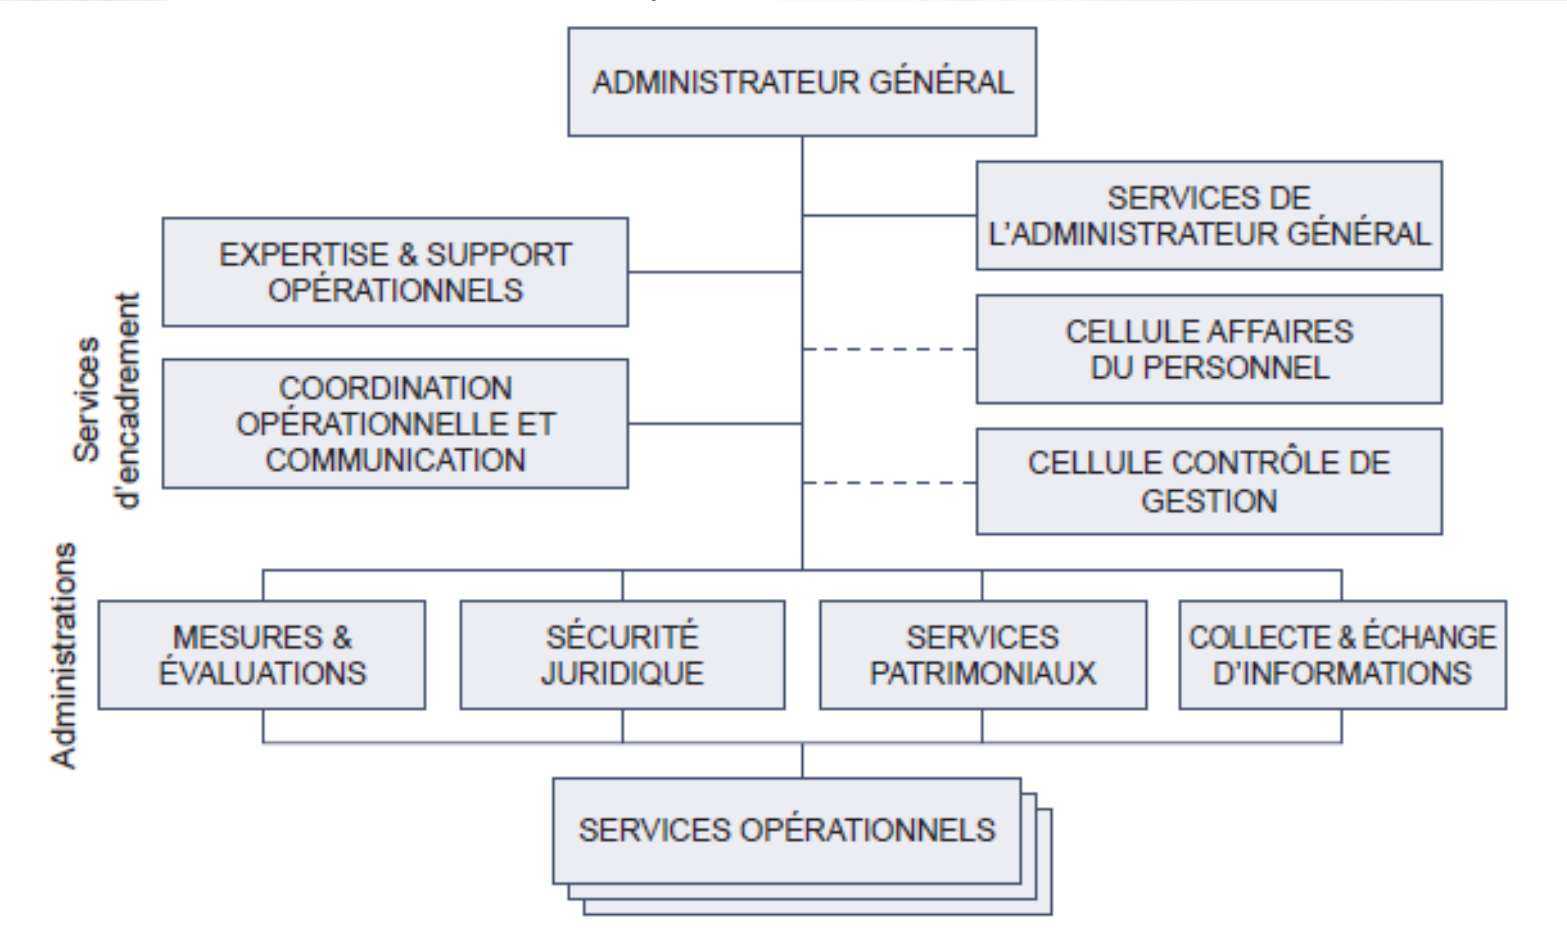 ADMINISTRATEUR GÉNÉRAL
SERVICES DE
L'ADMINISTRATEUR GÉNÉRAL
EXPERTISE & SUPPORT
OPÉRATIONNELS
CELLULE AFFAIRES
DU PERSONNEL
COORDINATION
OPÉRATIONNELLE ET
COMMUNICATION
CELLULE CONTRÔLE DE
GESTION
Services
d'encadrement
Administrations
MESURES &
ÉVALUATIONS
SÉCURITÉ
JURIDIQUE
SERVICES
PATRIMONIAUX
COLLECTE & ÉCHANGE
D'INFORMATIONS
SERVICES OPÉRATIONNELS